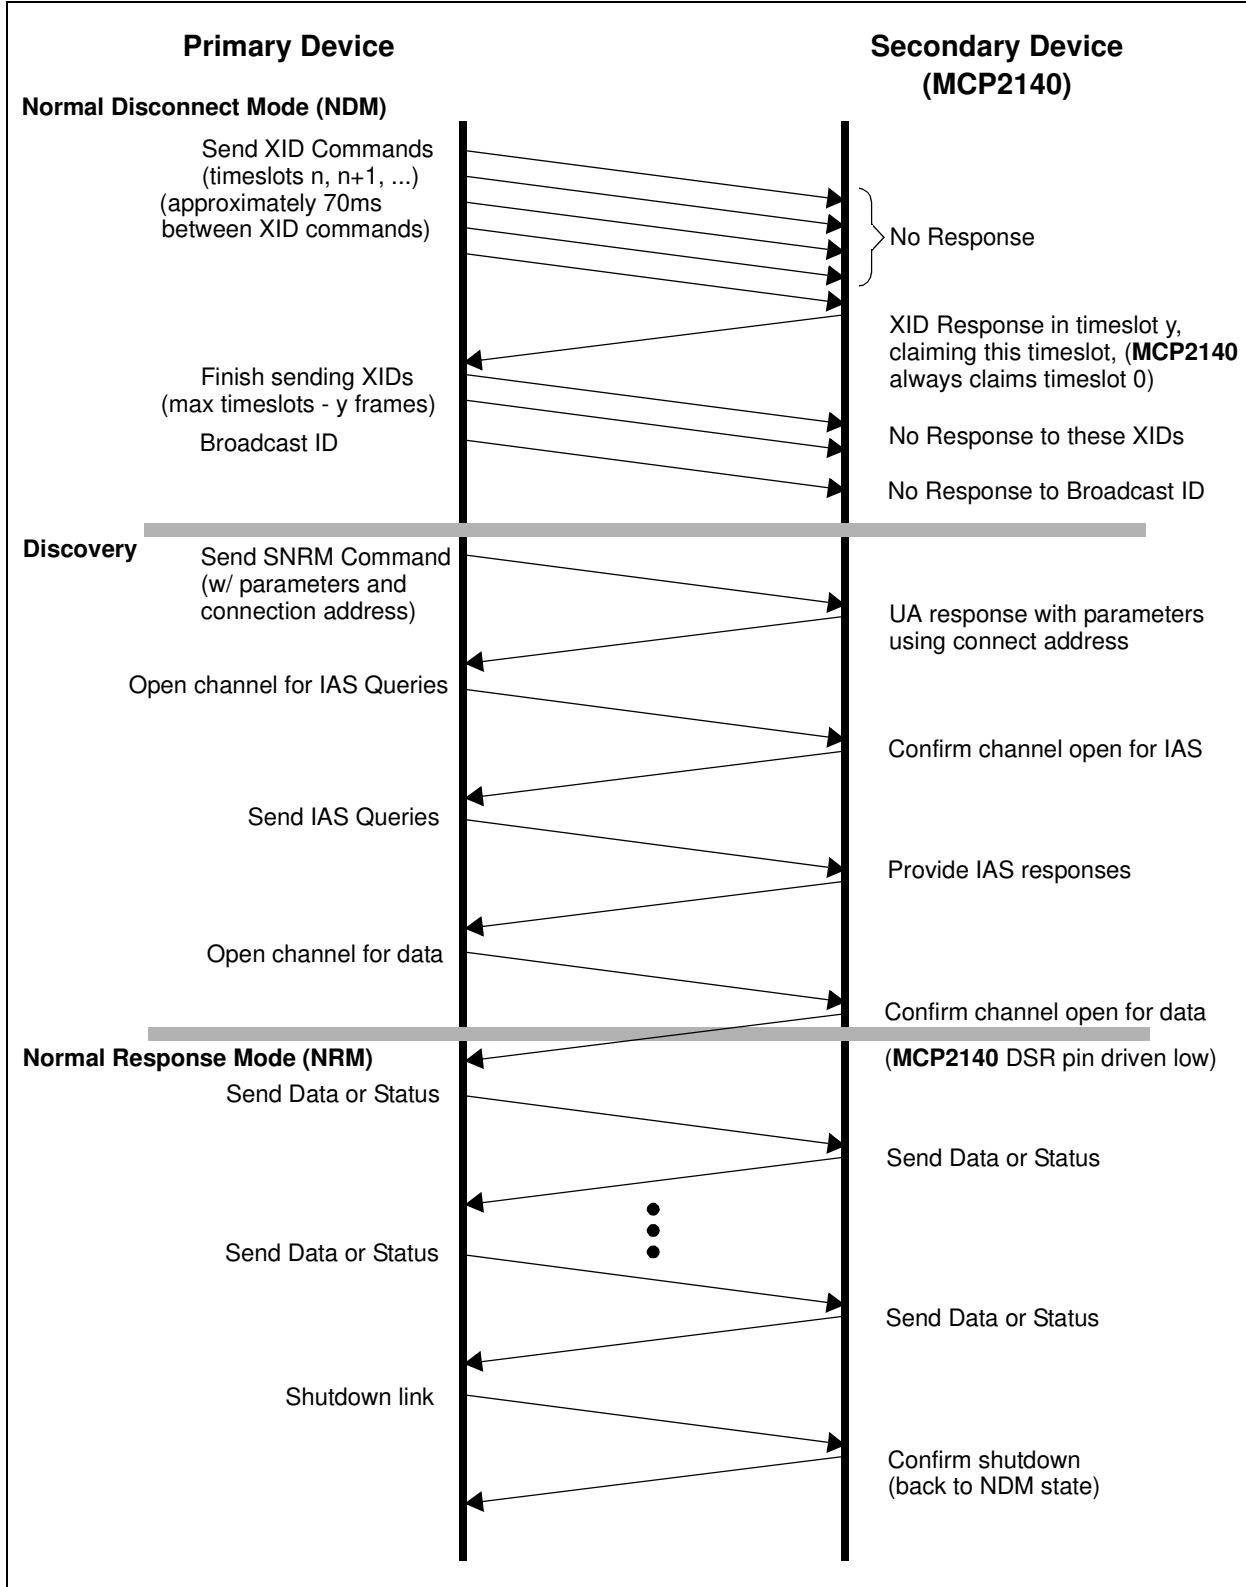 Primary Device
Secondary Device
(MCP2140)
Normal Disconnect Mode (NDM)
Send XID Commands
(timeslots n, n+1, ...)
(approximately 70ms
between XID commands)
No Response
XID Response in timeslot y,
claiming this timeslot, (MCP2140
always claims timeslot 0)
Finish sending XIDs
(max timeslots - y frames)
No Response to these XIDs
Broadcast ID
No Response to Broadcast ID
Discovery
Send SNRM Command
(w/ parameters and
connection address)
UA response with parameters
using connect address
Open channel for IAS Queries
Confirm channel open for IAS
Send IAS Queries
Provide IAS responses
Open channel for data
Confirm channel open for data
Normal Response Mode (NRM)
(MCP2140 DSR pin driven low)
Send Data or Status
Send Data or Status
Send Data or Status
Send Data or Status
Shutdown link
Confirm shutdown
(back to NDM state)